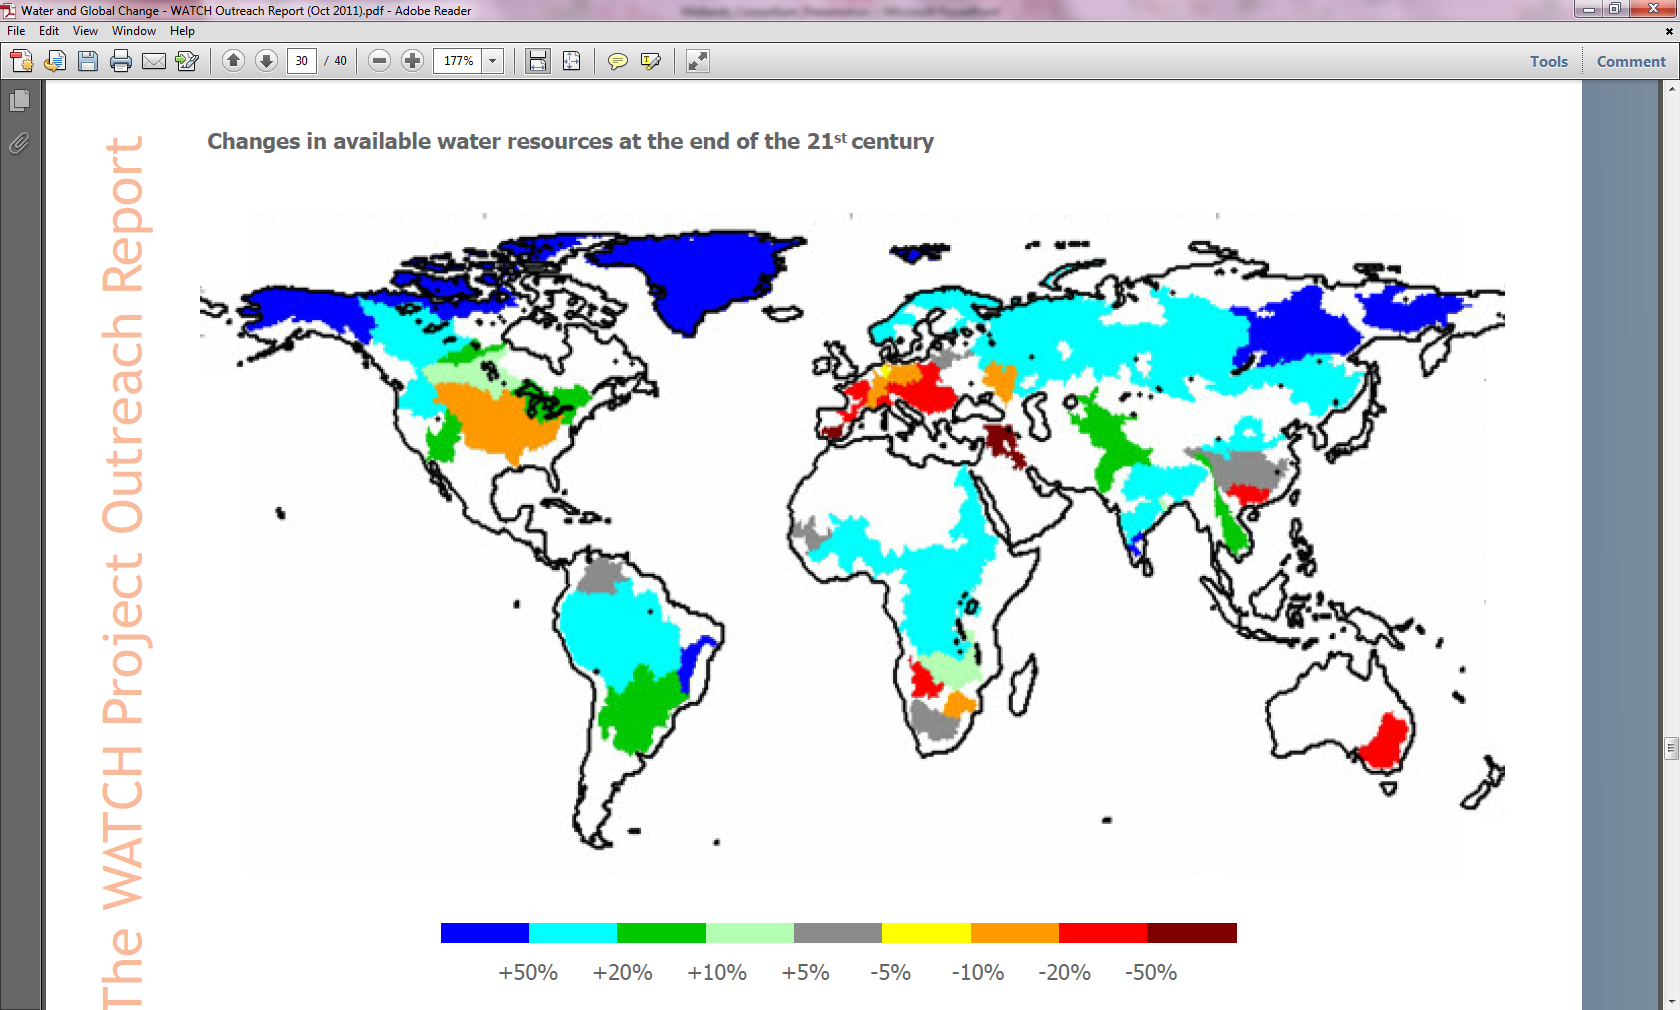 Water and Global Change - WATCH Outreach Report (Oct 2011).pdf - Adobe Reader
File Edit View Window Help
30 / 40 177% Tools Comment
Changes in available water resources at the end of the 21st century
The WATCH Project Outreach Report
+50% +20% +10% +5% -5% -10% -20% -50%